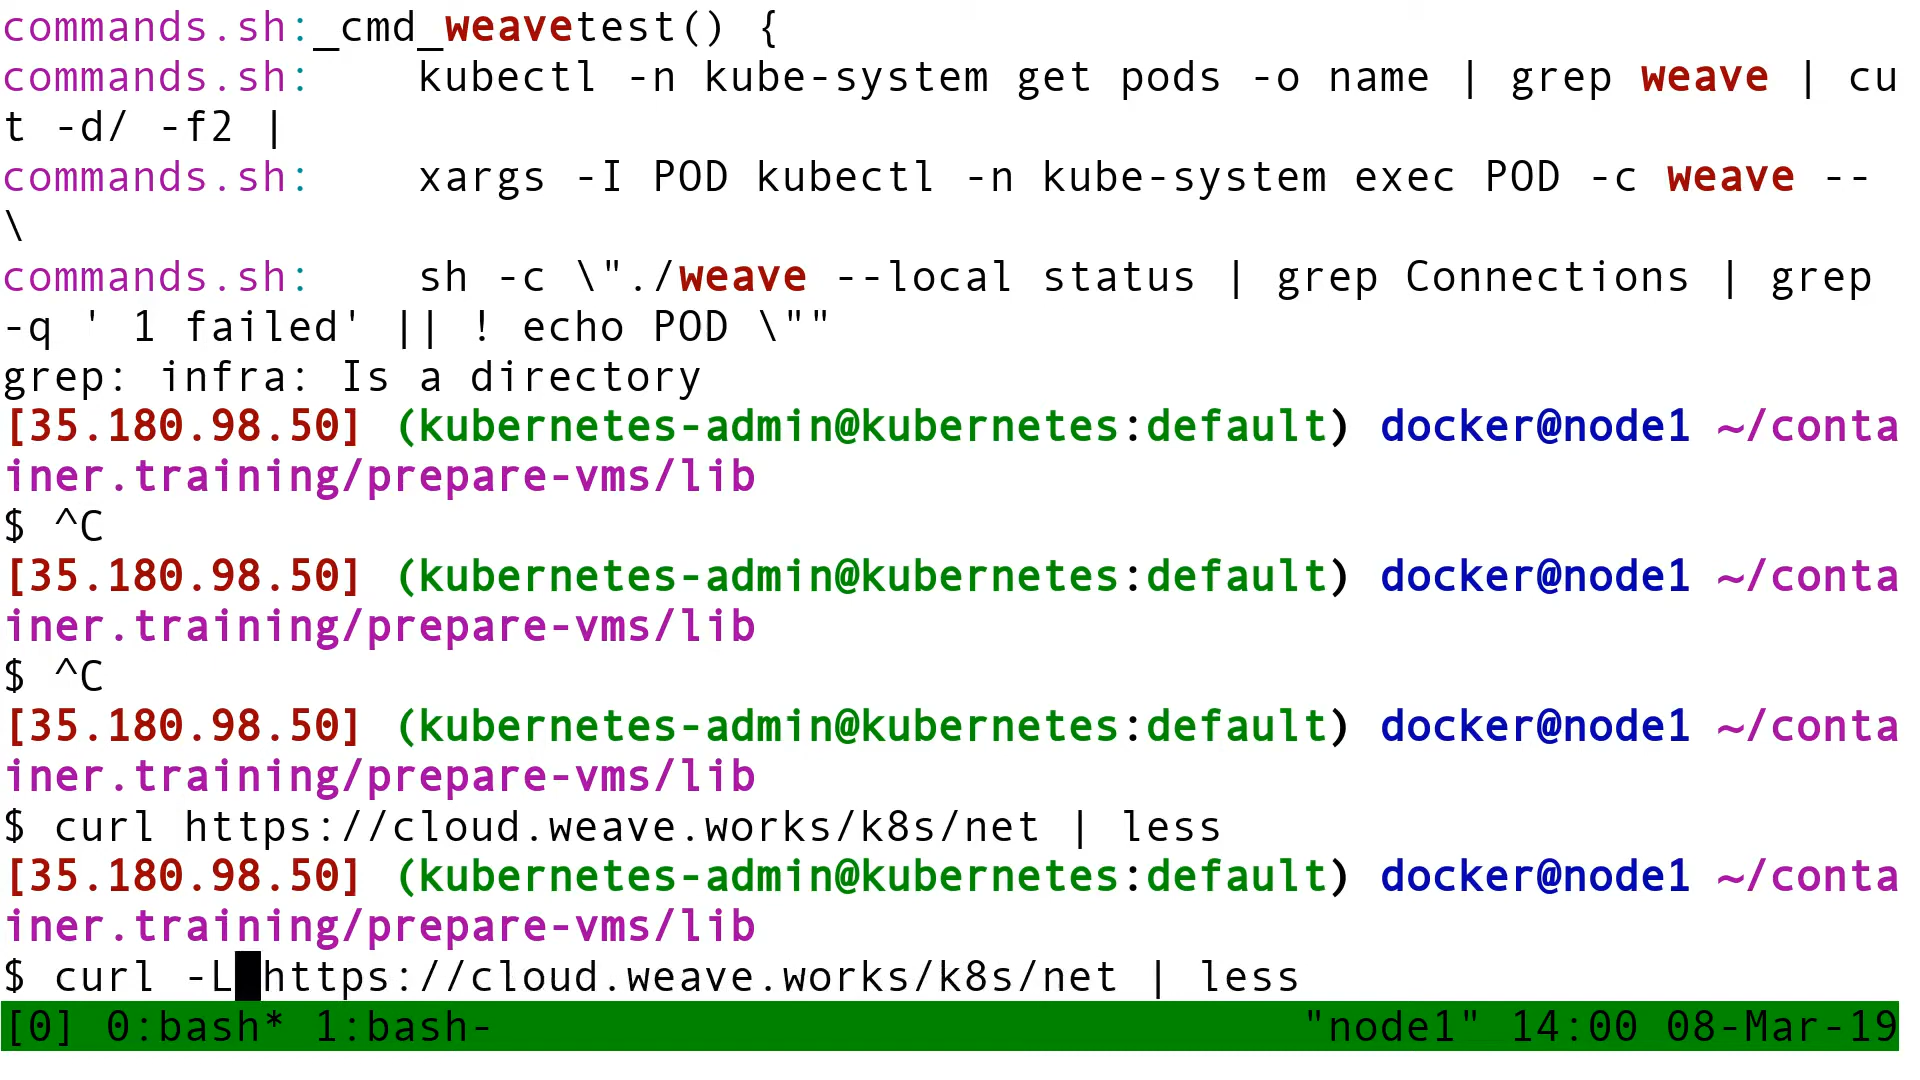 commands.sh:_cmd_weavetest() {
commands.sh:    kubectl -n kube-system get pods -o name | grep weave | cu
t -d/ -f2 |
commands.sh:    xargs -I POD kubectl -n kube-system exec POD -c weave --
\
commands.sh:    sh -c \"./weave --local status | grep Connections | grep
-q ' 1 failed' || ! echo POD \""
grep: infra: Is a directory
[35.180.98.50] (kubernetes-admin@kubernetes:default) docker@node1 ~/conta
iner.training/prepare-vms/lib
$ ^C
[35.180.98.50] (kubernetes-admin@kubernetes:default) docker@node1 ~/conta
iner.training/prepare-vms/lib
$ ^C
[35.180.98.50] (kubernetes-admin@kubernetes:default) docker@node1 ~/conta
iner.training/prepare-vms/lib
$ curl https://cloud.weave.works/k8s/net | less
[35.180.98.50] (kubernetes-admin@kubernetes:default) docker@node1 ~/conta
iner.training/prepare-vms/lib
$ curl -L https://cloud.weave.works/k8s/net | less
[0] 0:bash* 1:bash-    "node1" 14:00 08-Mar-19